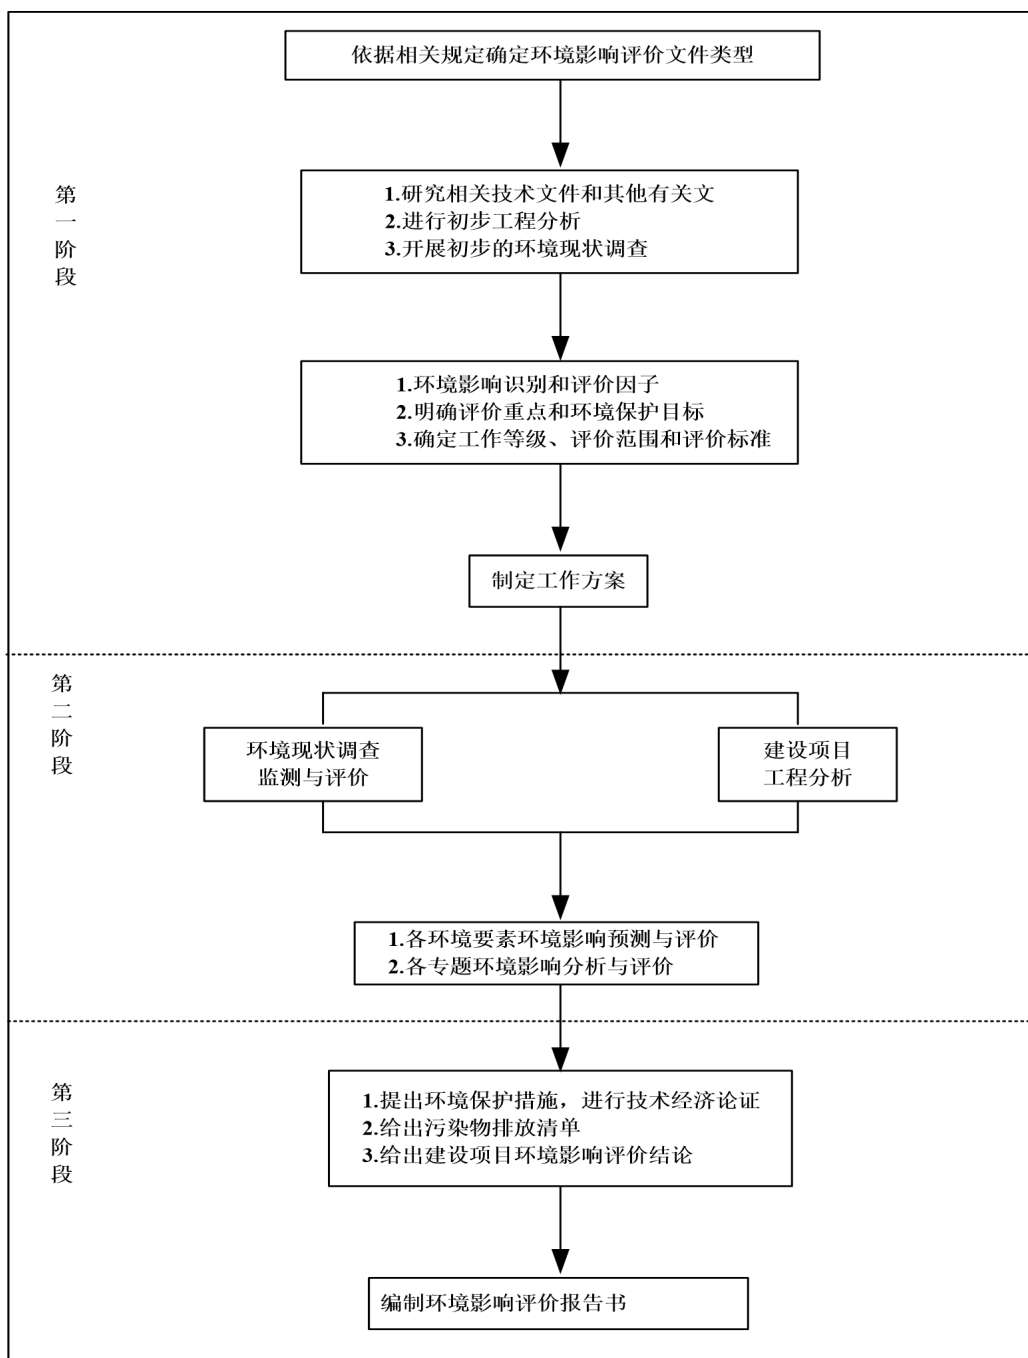 依据相关规定确定环境影响评价文件类型
第一阶段
1.研究相关技术文件和其他有关文
2.进行初步工程分析
3.开展初步的环境现状调查
1.环境影响识别和评价因子
2.明确评价重点和环境保护目标
3.确定工作等级、评价范围和评价标准
制定工作方案
第二阶段
环境现状调查
监测与评价
建设项目
工程分析
1.各环境要素环境影响预测与评价
2.各专题环境影响分析与评价
第三阶段
1.提出环境保护措施，进行技术经济论证
2.给出污染物排放清单
3.给出建设项目环境影响评价结论
编制环境影响评价报告书